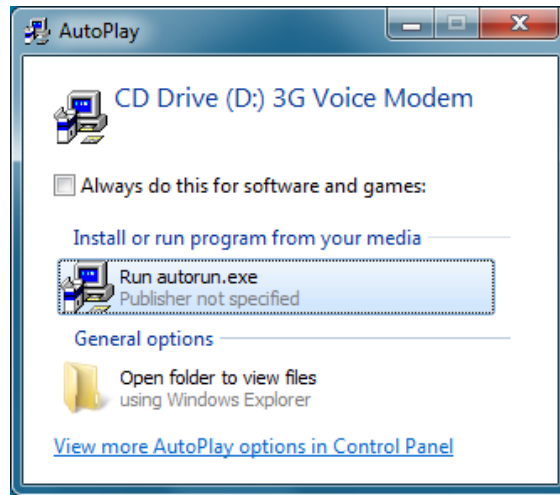 AutoPlay
CD Drive (D:) 3G Voice Modem
Always do this for software and games:
Install or run program from your media
Run autorun.exe
Publisher not specified
General options
Open folder to view files
using Windows Explorer
View more AutoPlay options in Control Panel